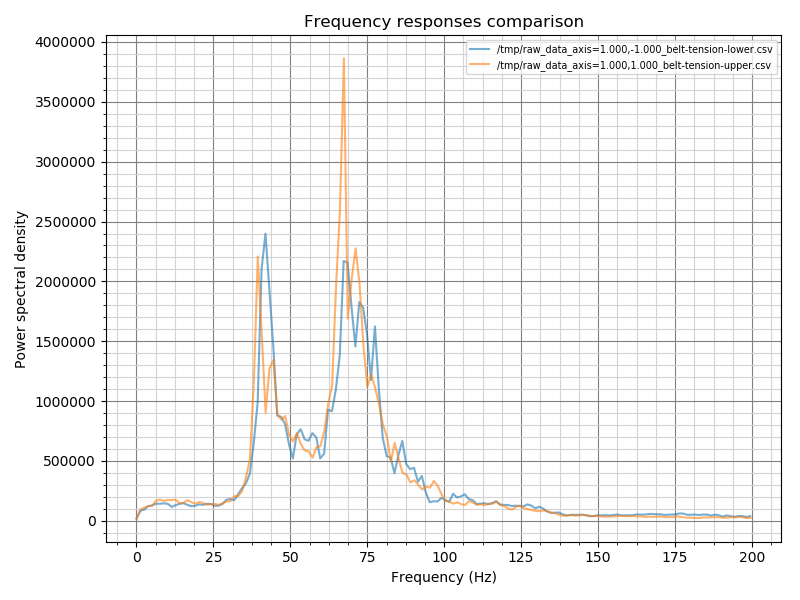 Frequency responses comparison
/tmp/raw_data_axis=1.000,-1.000_belt-tension-lower.csv
/tmp/raw_data_axis=1.000,1.000_belt-tension-upper.csv
Power spectral density
4000000
3500000
3000000
2500000
2000000
1500000
1000000
500000
0
0 25 50 75 100 125 150 175 200
Frequency (Hz)